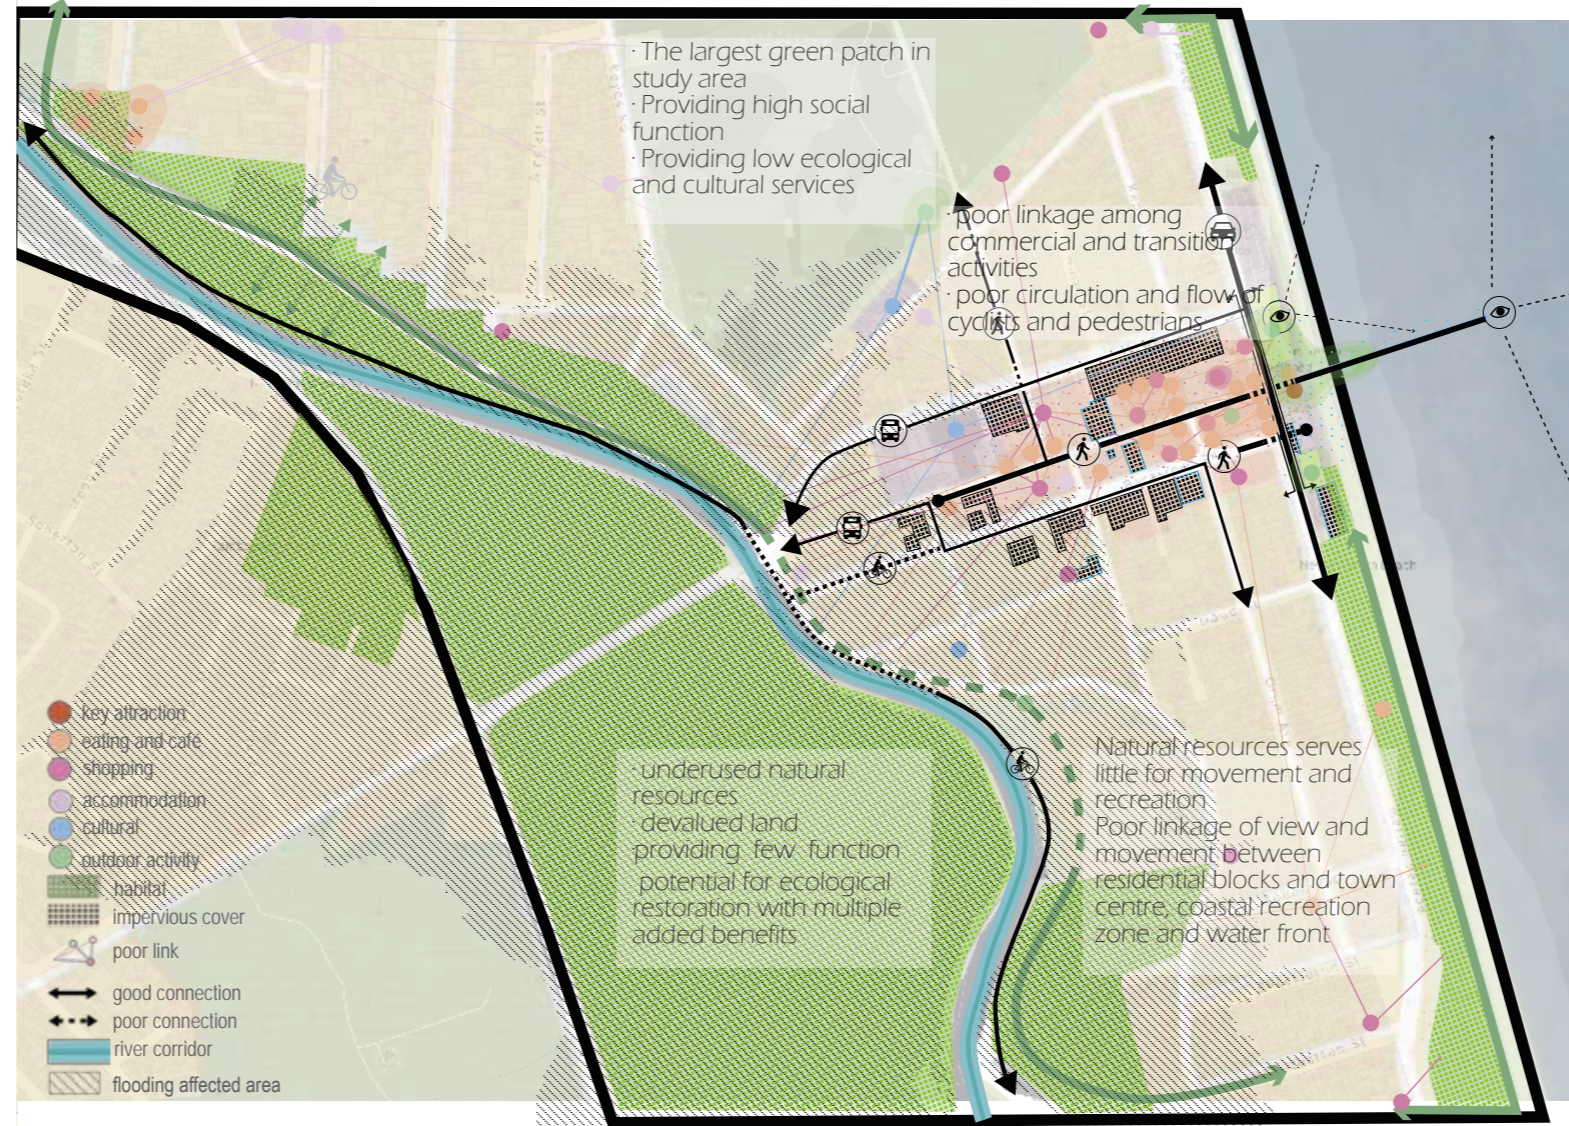 · The largest green patch in
study area
· Providing high social
function
· Providing low ecological
and cultural services
· poor linkage among
commercial and transition
activities
· poor circulation and flow of
cyclists and pedestrians
· underused natural
resources
devalued land
·providing few function
potential for ecological
restoration with multiple
added benefits
Natural resources serves
little for movement and
recreation
Poor linkage of view and
movement between
residential blocks and town
centre, coastal recreation
zone and water front
key attraction
eating and café
shopping
accommodation
cultural
outdoor activity
habitat
impervious cover
poor link
good connection
poor connection
river corridor
flooding affected area